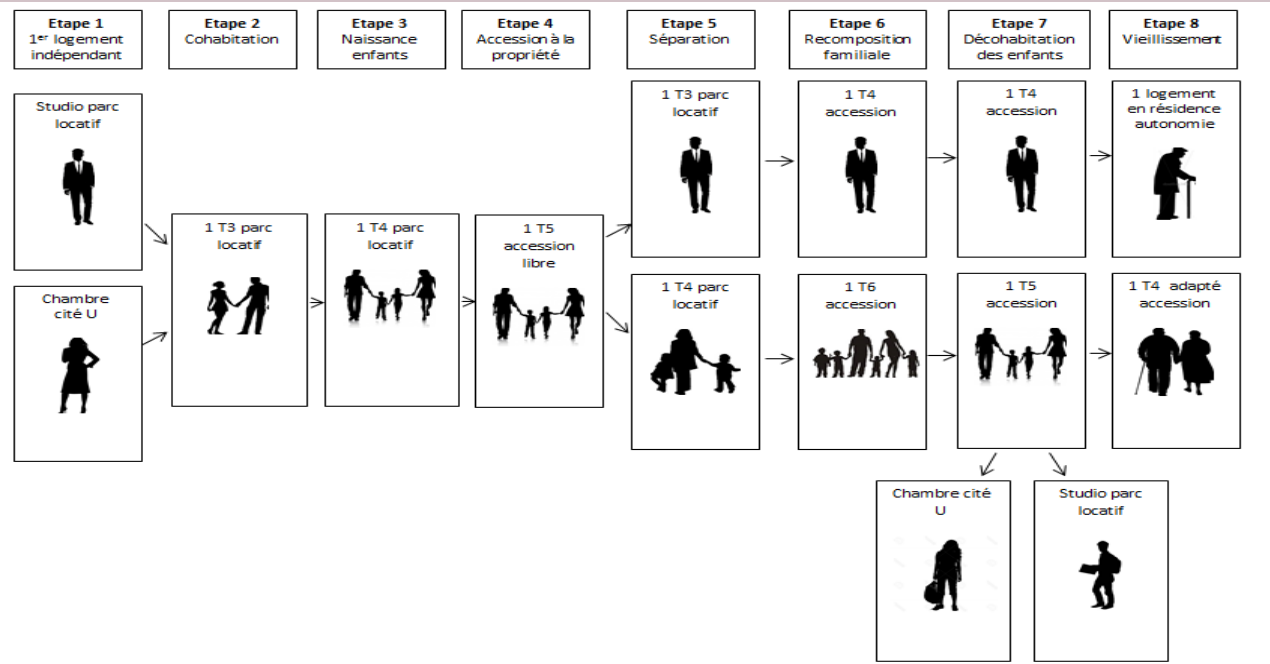 Etape 1
1er logement
indépendant
Etape 2
Cohabitation
Etape 3
Naissance
enfants
Etape 4
Accession à la
propriété
Etape 5
Séparation
Etape 6
Recomposition
familiale
Etape 7
Décohabitation
des enfants
Etape 8
Vieillissement
Studio parc
locatif
Chambre
cité U
1 T3 parc
locatif
1 T4 parc
locatif
1 T5
accession
libre
1 T3 parc
locatif
1 T4
accession
1 T4
accession
1 logement
en résidence
autonomie
1 T4 parc
locatif
1 T6
accession
1 T5
accession
1 T4 adapté
accession
Chambre cité
U
Studio parc
locatif